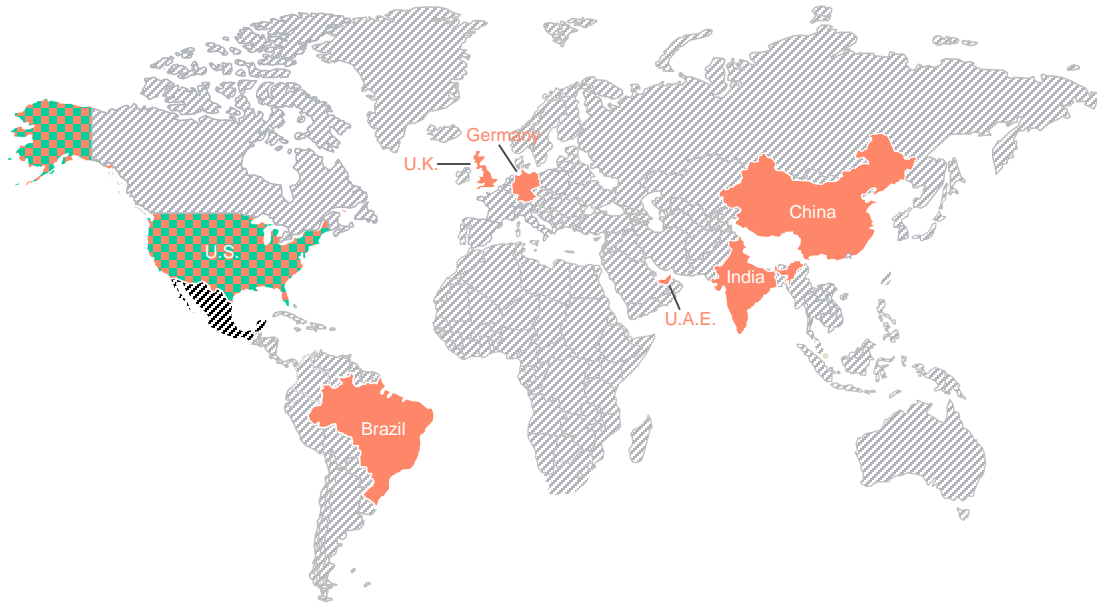 Germany
U.K.
China
U.S.
India
U.A.E.
Brazil